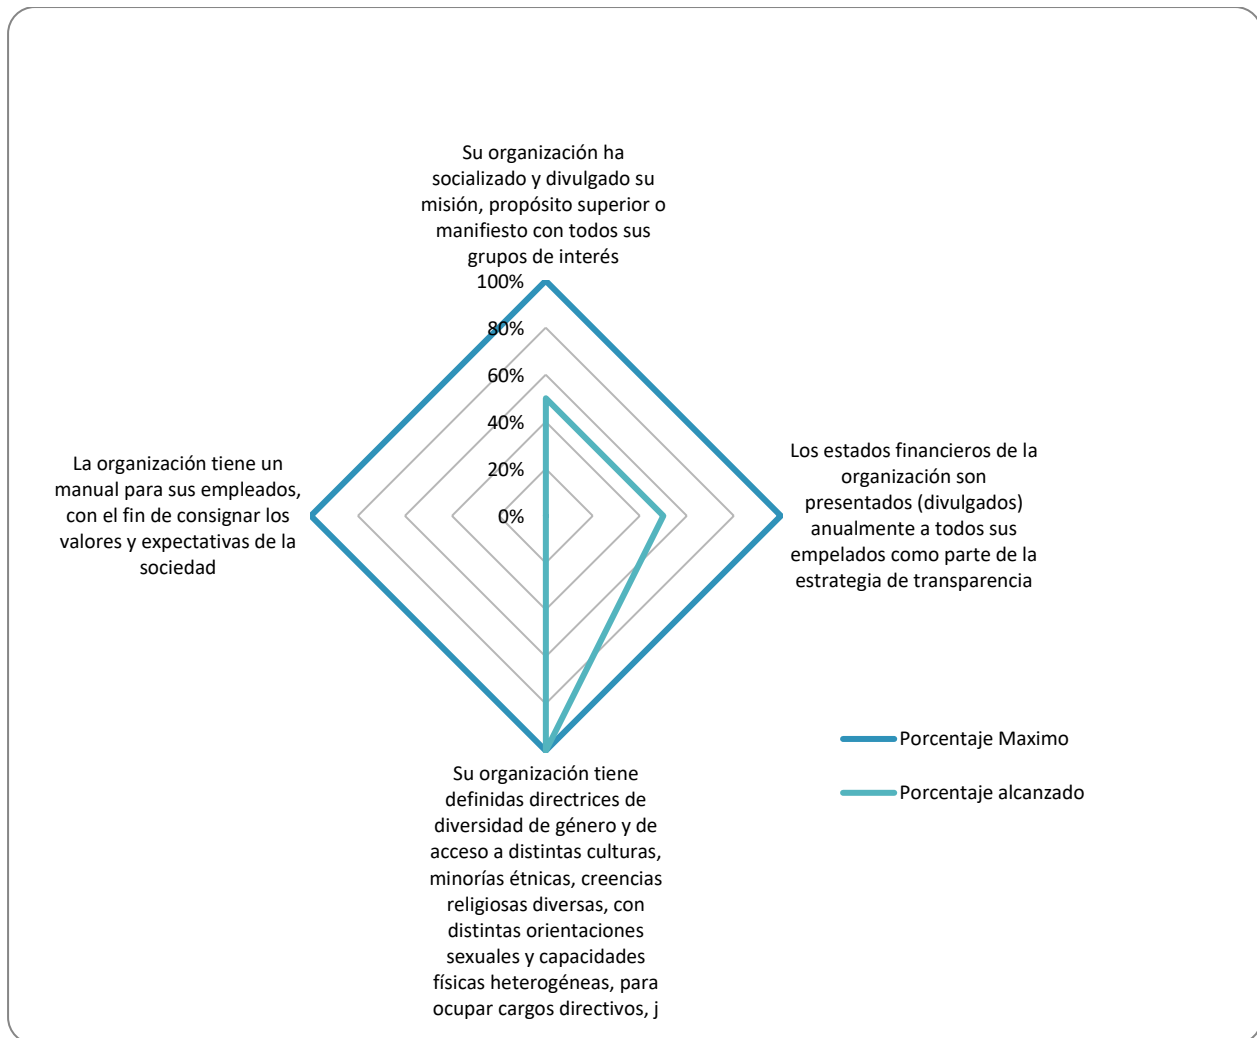 Su organización ha
socializado y divulgado su
misión, propósito superior o
manifiesto con todos sus
grupos de interés
100%
80%
60%
40%
20%
0%
La organización tiene un
manual para sus empleados,
con el fin de consignar los
valores y expectativas de la
sociedad
Los estados financieros de la
organización son
presentados (divulgados)
anualmente a todos sus
empelados como parte de la
estrategia de transparencia
Porcentaje Maximo
Porcentaje alcanzado
Su organización tiene
definidas directrices de
diversidad de género y de
acceso a distintas culturas,
minorías étnicas, creencias
religiosas diversas, con
distintas orientaciones
sexuales y capacidades
físicas heterogéneas, para
ocupar cargos directivos, j